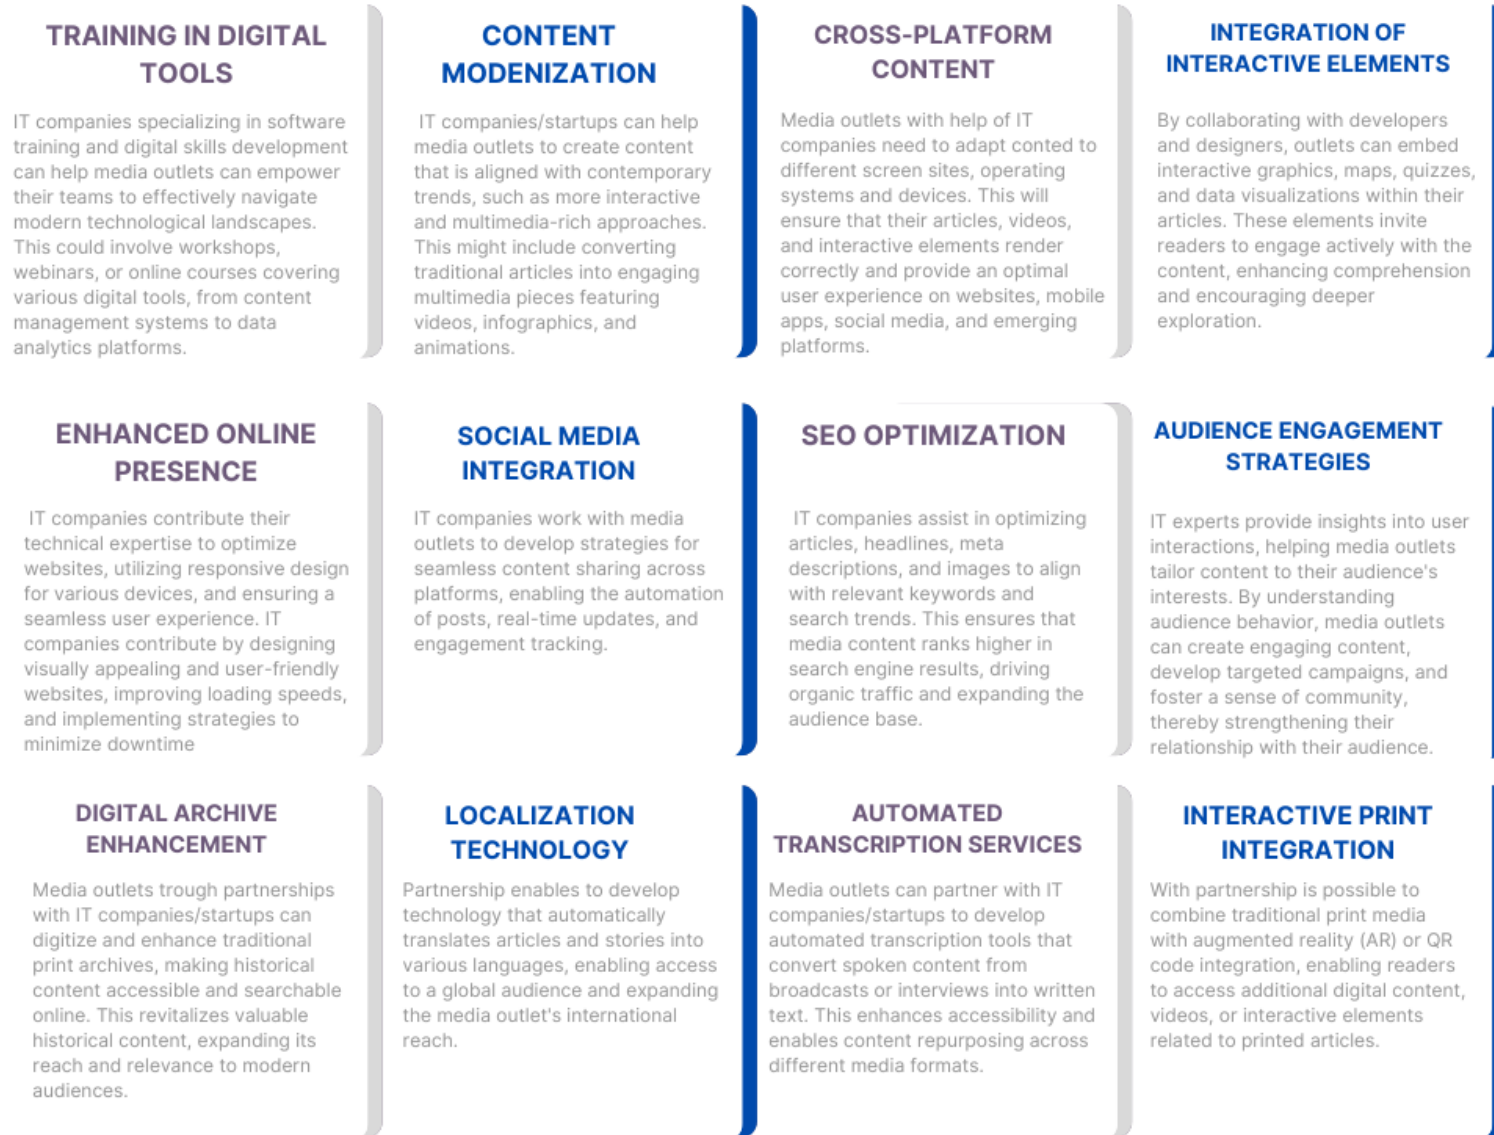 TRAINING IN DIGITAL
TOOLS
IT companies specializing in software
training and digital skills development
can help media outlets can empower
their teams to effectively navigate
modern technological landscapes.
This could involve workshops,
webinars, or online courses covering
various digital tools, from content
management systems to data
analytics platforms.
CONTENT
MODENIZATION
IT companies/startups can help
media outlets to create content
that is aligned with contemporary
trends, such as more interactive
and multimedia-rich approaches.
This might include converting
traditional articles into engaging
multimedia pieces featuring
videos, infographics, and
animations.
CROSS-PLATFORM
CONTENT
Media outlets with help of IT
companies need to adapt conted to
different screen sites, operating
systems and devices. This will
ensure that their articles, videos,
and interactive elements render
correctly and provide an optimal
user experience on websites, mobile
apps, social media, and emerging
platforms.
INTEGRATION OF
INTERACTIVE ELEMENTS
By collaborating with developers
and designers, outlets can embed
interactive graphics, maps, quizzes,
and data visualizations within their
articles. These elements invite
readers to engage actively with the
content, enhancing comprehension
and encouraging deeper
exploration.
ENHANCED ONLINE
PRESENCE
IT companies contribute their
technical expertise to optimize
websites, utilizing responsive design
for various devices, and ensuring a
seamless user experience. IT
companies contribute by designing
visually appealing and user-friendly
websites, improving loading speeds,
and implementing strategies to
minimize downtime
SOCIAL MEDIA
INTEGRATION
IT companies work with media
outlets to develop strategies for
seamless content sharing across
platforms, enabling the automation
of posts, real-time updates, and
engagement tracking.
SEO OPTIMIZATION
IT companies assist in optimizing
articles, headlines, meta
descriptions, and images to align
with relevant keywords and
search trends. This ensures that
media content ranks higher in
search engine results, driving
organic traffic and expanding the
audience base.
AUDIENCE ENGAGEMENT
STRATEGIES
IT experts provide insights into user
interactions, helping media outlets
tailor content to their audience's
interests. By understanding
audience behavior, media outlets
can create engaging content,
develop targeted campaigns, and
foster a sense of community,
thereby strengthening their
relationship with their audience.
DIGITAL ARCHIVE
ENHANCEMENT
Media outlets trough partnerships
with IT companies/startups can
digitize and enhance traditional
print archives, making historical
content accessible and searchable
online. This revitalizes valuable
historical content, expanding its
reach and relevance to modern
audiences.
LOCALIZATION
TECHNOLOGY
Partnership enables to develop
technology that automatically
translates articles and stories into
various languages, enabling access
to a global audience and expanding
the media outlet's international
reach.
AUTOMATED
TRANSCRIPTION SERVICES
Media outlets can partner with IT
companies/startups to develop
automated transcription tools that
convert spoken content from
broadcasts or interviews into written
text. This enhances accessibility and
enables content repurposing across
different media formats.
INTERACTIVE PRINT
INTEGRATION
With partnership is possible to
combine traditional print media
with augmented reality (AR) or QR
code integration, enabling readers
to access additional digital content,
videos, or interactive elements
related to printed articles.